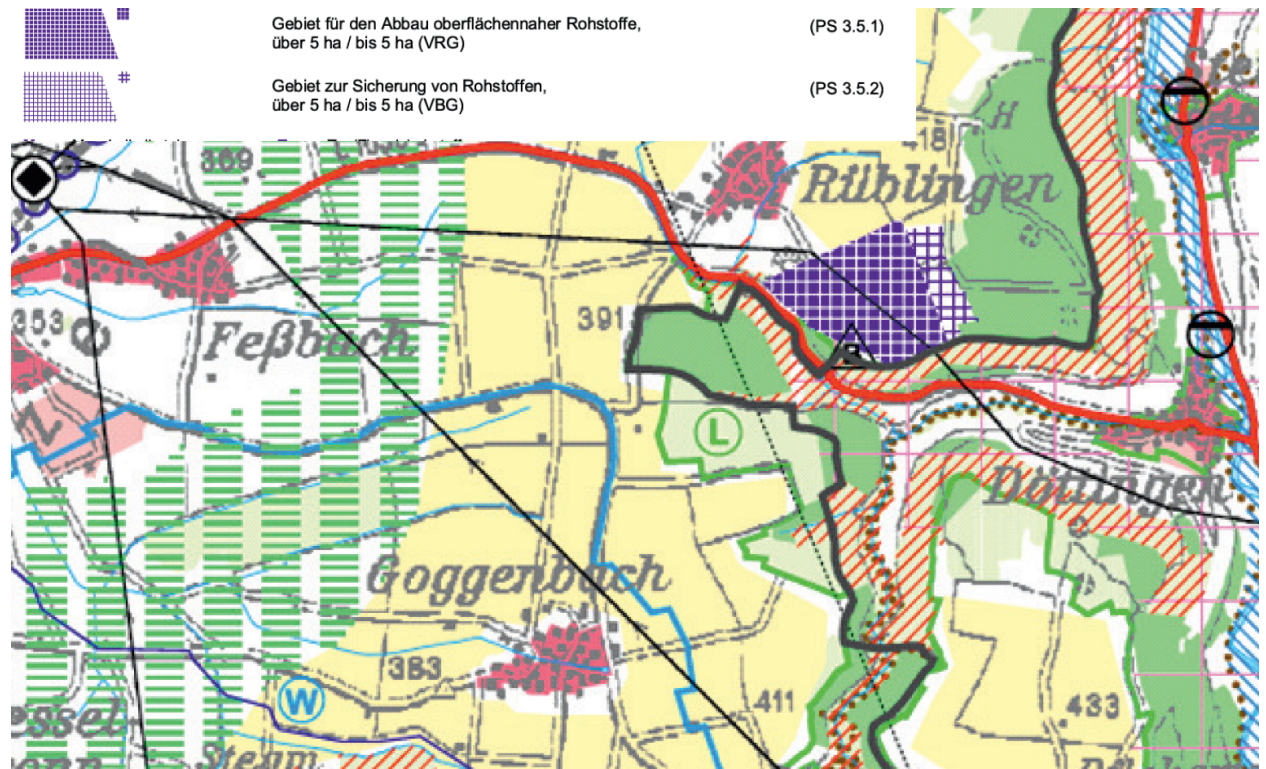 Gebiet für den Abbau oberflächennaher Rohstoffe,
über 5 ha / bis 5 ha (VRG)
(PS 3.5.1)
Gebiet zur Sicherung von Rohstoffen,
über 5 ha / bis 5 ha (VBG)
(PS 3.5.2)
H
418
369
Rüblingen
353
Feßbach
391
L
Döttingen
Goggenbach
383
W
411
433